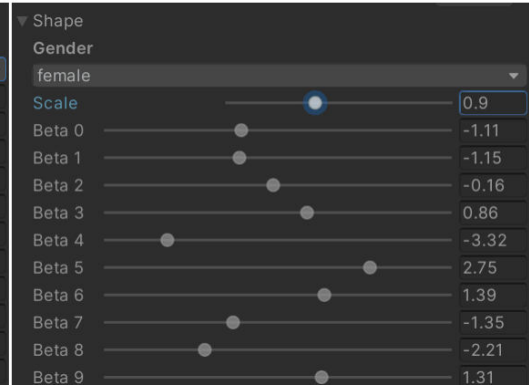 Shape
Gender
female
Scale 0.9
Beta 0 -1.11
Beta 1 -1.15
Beta 2 -0.16
Beta 3 0.86
Beta 4 -3.32
Beta 5 2.75
Beta 6 1.39
Beta 7 -1.35
Beta 8 -2.21
Beta 9 1.31